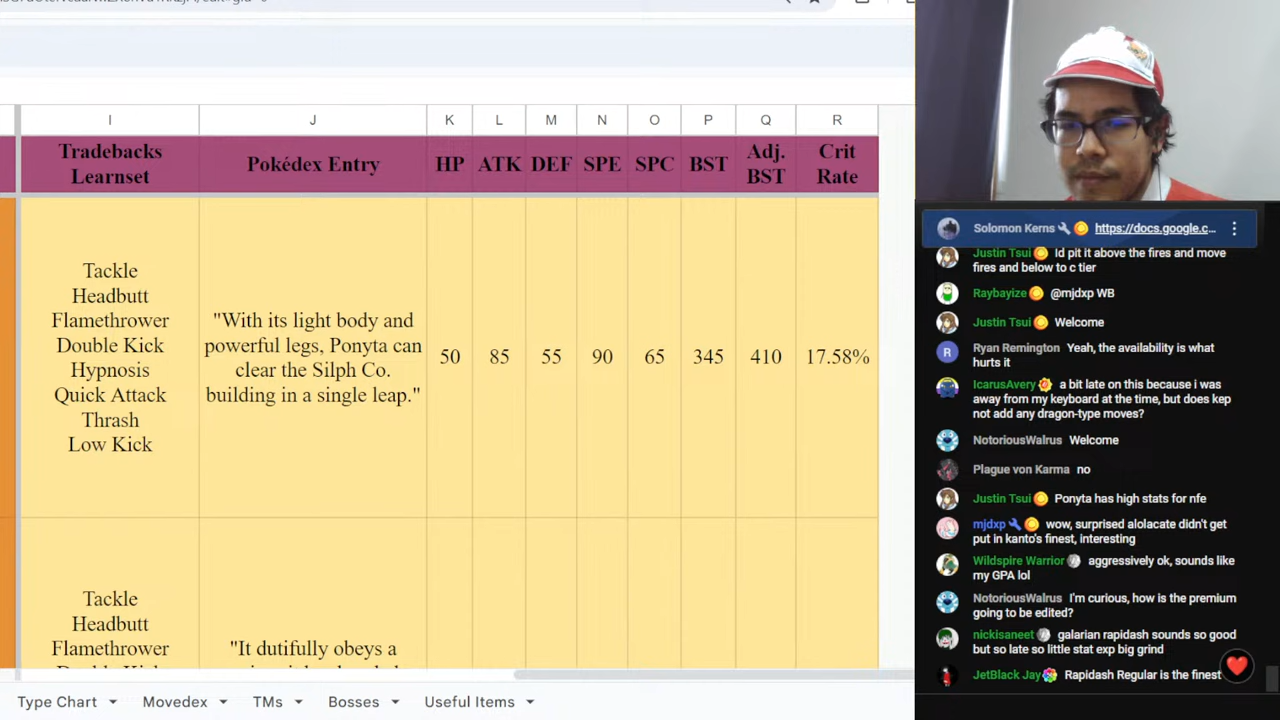 I J K L M N O P Q R
Tradebacks
Learnset
Pokédex Entry
HP ATK DEF SPE SPC BST
Adj.
BST
Crit
Rate
Tackle
Headbutt
Flamethrower
Double Kick
Hypnosis
Quick Attack
Thrash
Low Kick
"With its light body and
powerful legs, Ponyta can
clear the Silph Co.
building in a single leap."
50 85 55 90 65 345 410 17.58%
Tackle
Headbutt
Flamethrower
"It dutifully obeys a
Type Chart Movedex TMs Bosses Useful Items
Solomon Kerns https://docs.google.c...
Justin Tsui Id pit it above the fires and move
fires and below to c tier
Raybayize @mjdxp WB
Justin Tsui Welcome
R Ryan Remington Yeah, the availability is what
hurts it
IcarusAvery a bit late on this because i was
away from my keyboard at the time, but does kep
not add any dragon-type moves?
NotoriousWalrus Welcome
Plague von Karma no
Justin Tsui Ponyta has high stats for nfe
mjdxp wow, surprised alolacate didn't get
put in kanto's finest, interesting
Wildspire Warrior aggressively ok, sounds like
my GPA lol
NotoriousWalrus I'm curious, how is the premium
going to be edited?
nickisaneet galarian rapidash sounds so good
but so late so little stat exp big grind
JetBlack Jay Rapidash Regular is the finest